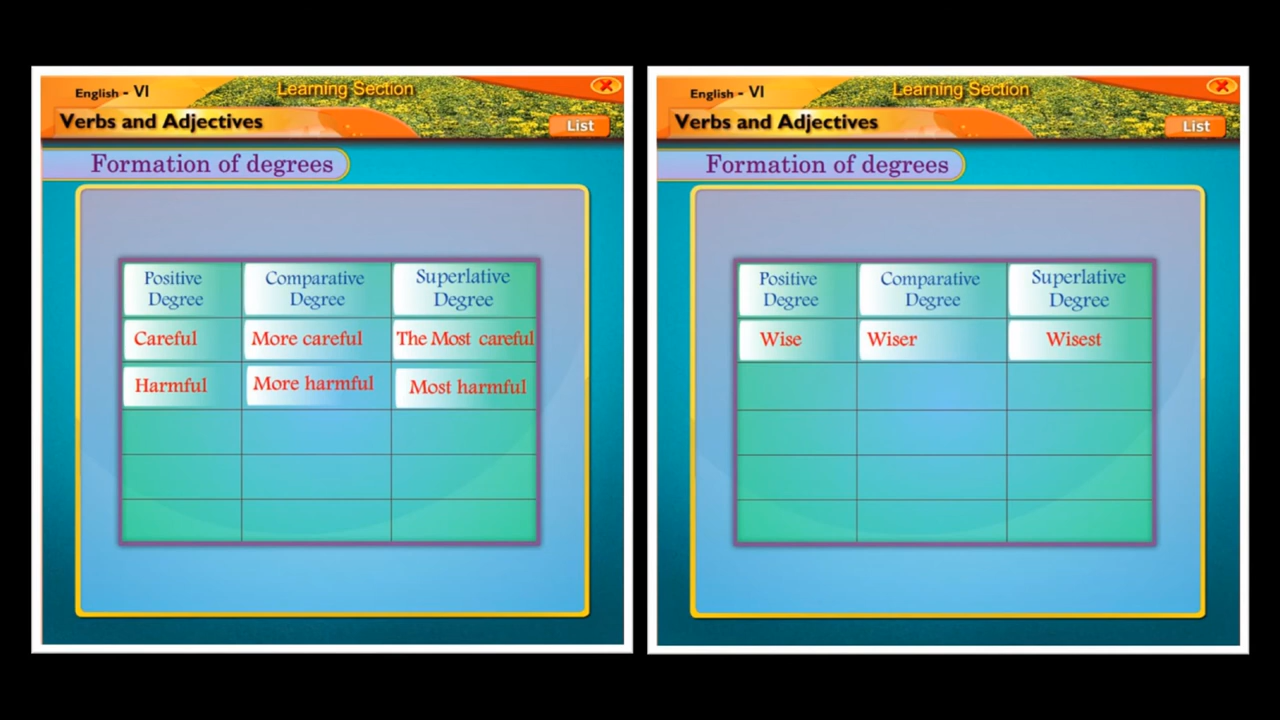 English - VI
Learning Section
Verbs and Adjectives
List
Formation of degrees
Positive Degree
Comparative Degree
Superlative Degree
Careful
More careful
The Most careful
Harmful
More harmful
Most harmful
English - VI
Learning Section
Verbs and Adjectives
List
Formation of degrees
Positive Degree
Comparative Degree
Superlative Degree
Wise
Wiser
Wisest